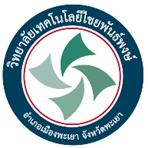 วิทยาลัยเทคโนโลยีไชยพันธ์พงษ์
อำเภอเมืองพะเยา จังหวัดพะเยา